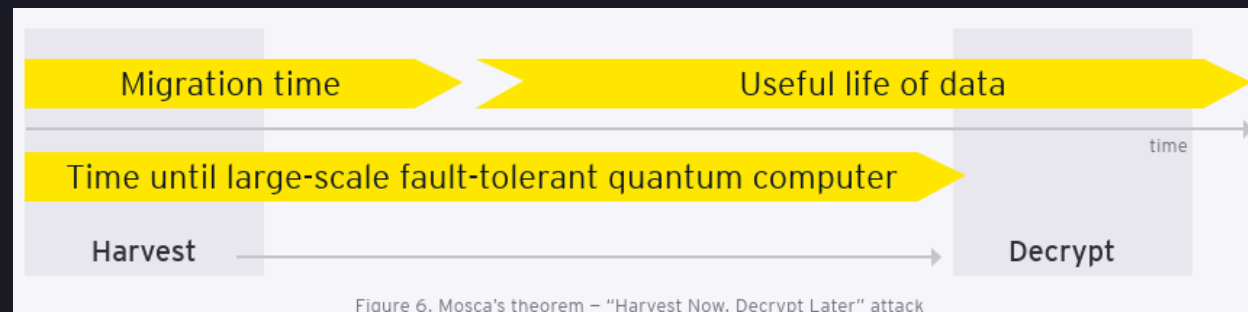 Migration time
Useful life of data
time
Time until large-scale fault-tolerant quantum computer
Harvest
Decrypt
Figure 6. Mosca's theorem – “Harvest Now, Decrypt Later” attack